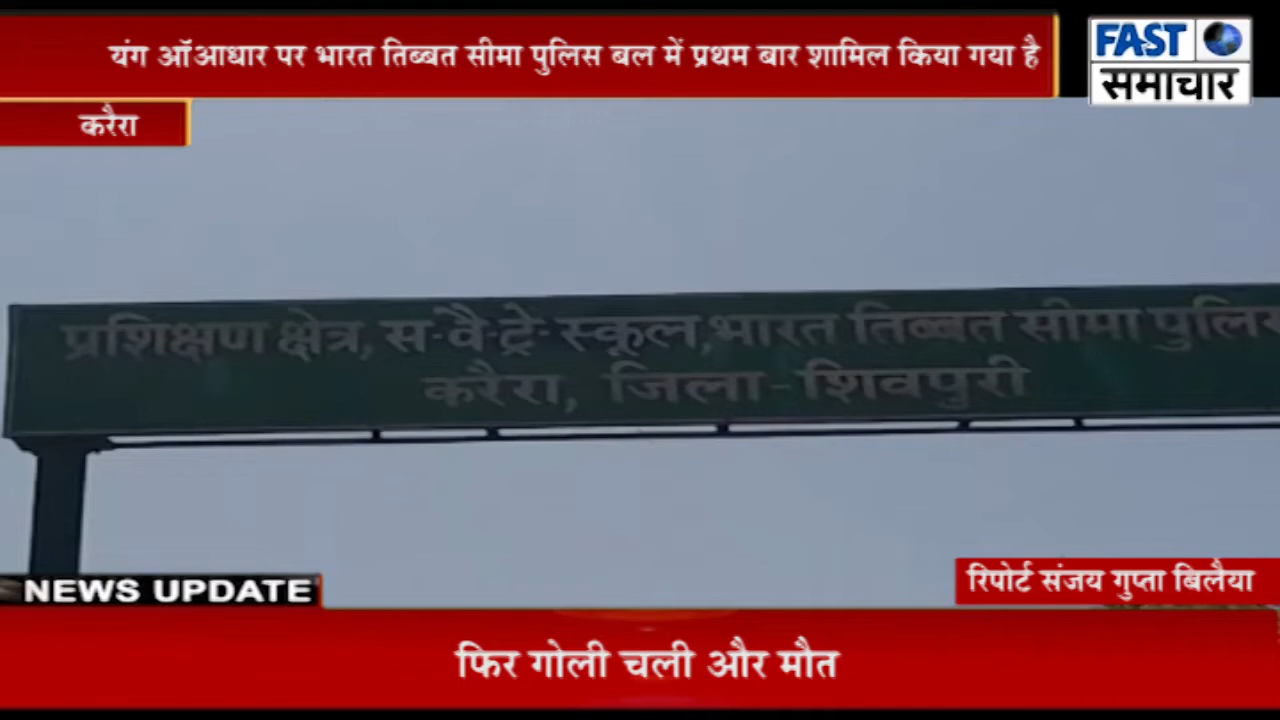 यंग ऑआधार पर भारत तिब्बत सीमा पुलिस बल में प्रथम बार शामिल किया गया है
FAST
समाचार
करैरा
प्रशिक्षण क्षेत्र, स-वै-ट्रे- स्कूल,भारत तिब्बत सीमा पुलिस
करैरा, जिला-शिवपुरी
NEWS UPDATE
रिपोर्ट संजय गुप्ता बिलैया
फिर गोली चली और मौत